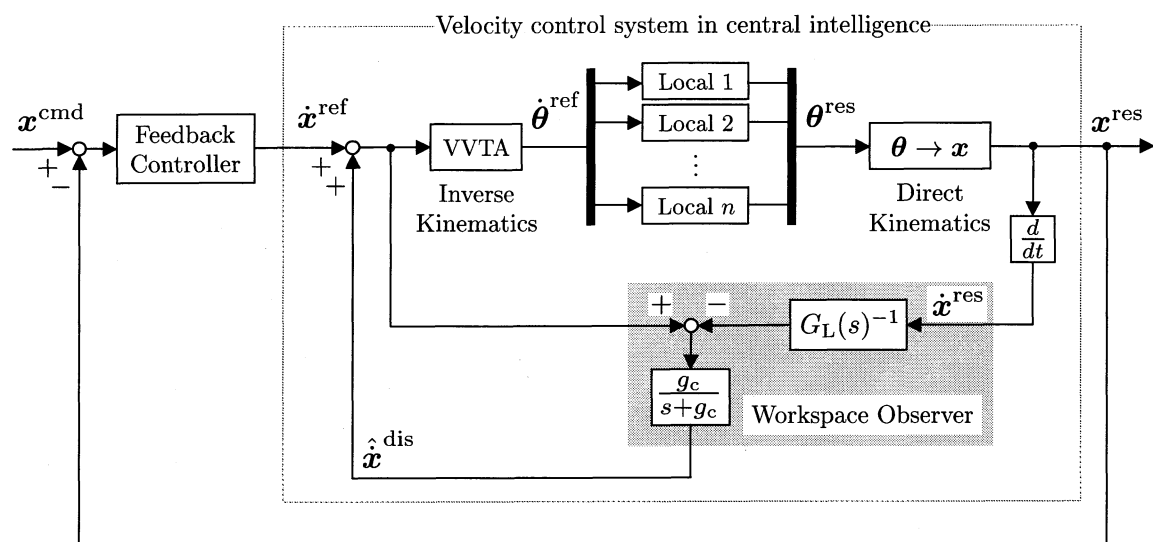 Velocity control system in central intelligence
x^cmd
+
−
Feedback
Controller
ẋ^ref
+
+
VVTA
Inverse
Kinematics
θ̇^ref
Local 1
Local 2
⋮
Local n
θ^res
θ → x
Direct
Kinematics
x^res
d/dt
ẋ^res
G_L(s)^−1
+
−
g_c/(s+g_c)
Workspace Observer
ẋ̂^dis